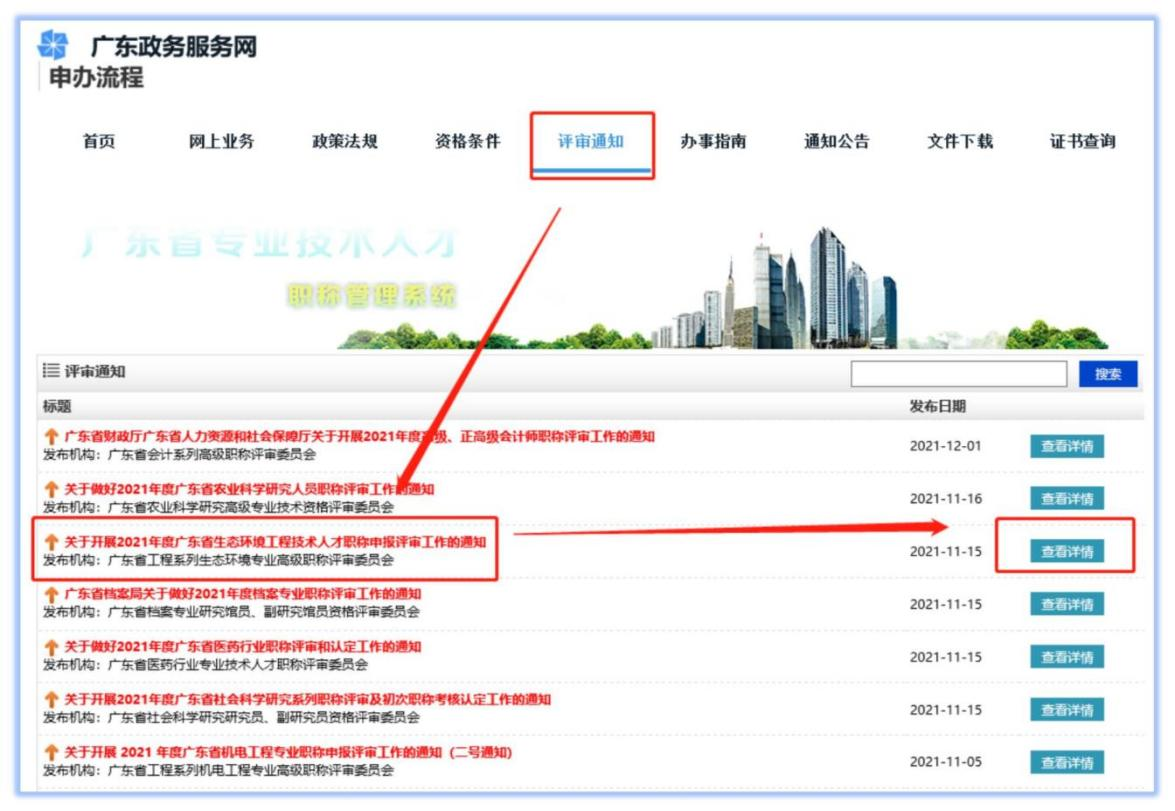 广东政务服务网
申办流程
首页 网上业务 政策法规 资格条件 评审通知 办事指南 通知公告 文件下载 证书查询
广东省专业技术人才
职称管理系统
评审通知 搜索
标题 发布日期
广东省财政厅广东省人力资源和社会保障厅关于开展2021年度高级、正高级会计师职称评审工作的通知
发布机构：广东省会计系列高级职称评审委员会
2021-12-01 查看详情
关于做好2021年度广东省农业科学研究人员职称评审工作的通知
发布机构：广东省农业科学研究高级专业技术资格评审委员会
2021-11-16 查看详情
关于开展2021年度广东省生态环境工程技术人才职称申报评审工作的通知
发布机构：广东省工程系列生态环境专业高级职称评审委员会
2021-11-15 查看详情
广东省档案局关于做好2021年度档案专业职称评审工作的通知
发布机构：广东省档案专业研究馆员、副研究馆员资格评审委员会
2021-11-15 查看详情
关于做好2021年度广东省医药行业职称评审和认定工作的通知
发布机构：广东省医药行业专业技术人才职称评审委员会
2021-11-15 查看详情
关于开展2021年度广东省社会科学研究系列职称评审及初次职称考核认定工作的通知
发布机构：广东省社会科学研究研究员、副研究员资格评审委员会
2021-11-15 查看详情
关于开展 2021 年度广东省机电工程专业职称申报评审工作的通知（二号通知）
发布机构：广东省工程系列机电工程专业高级职称评审委员会
2021-11-05 查看详情